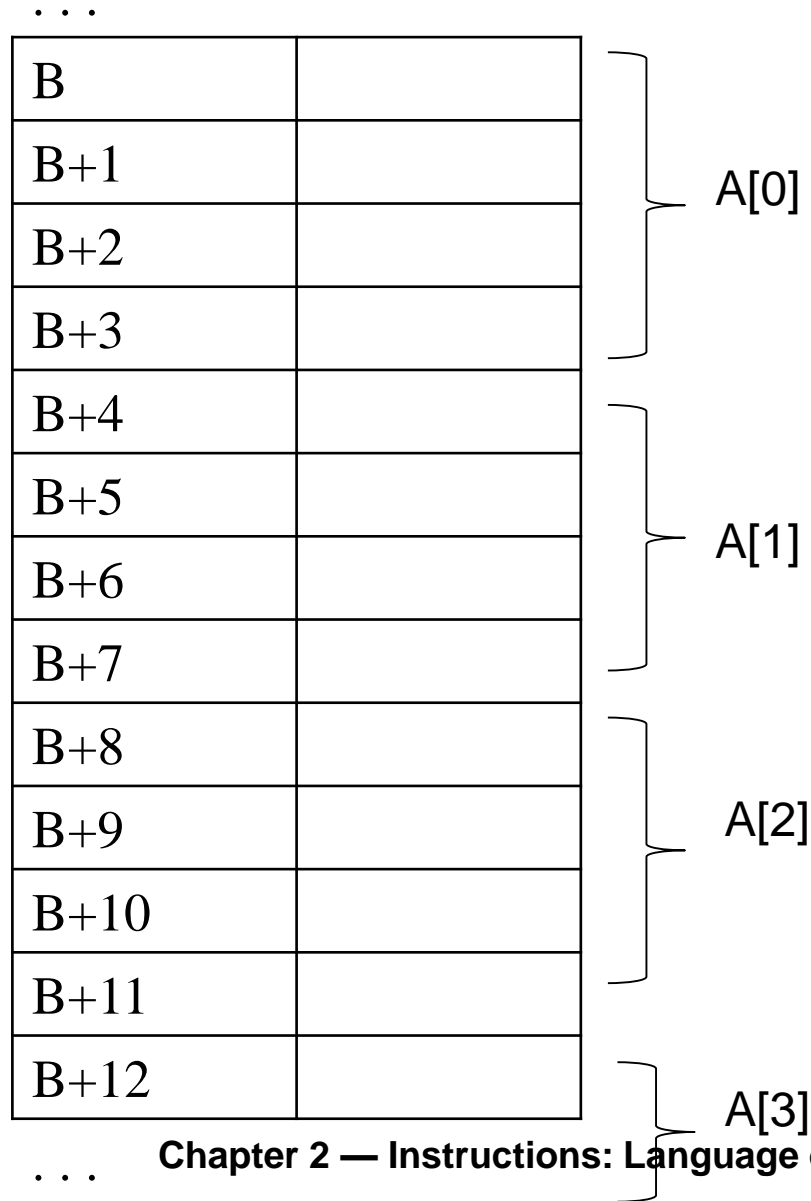 . . .
B
B+1
A[0]
B+2
B+3
B+4
B+5
A[1]
B+6
B+7
B+8
B+9
A[2]
B+10
B+11
B+12
A[3]
Chapter 2 — Instructions: Language
. . .